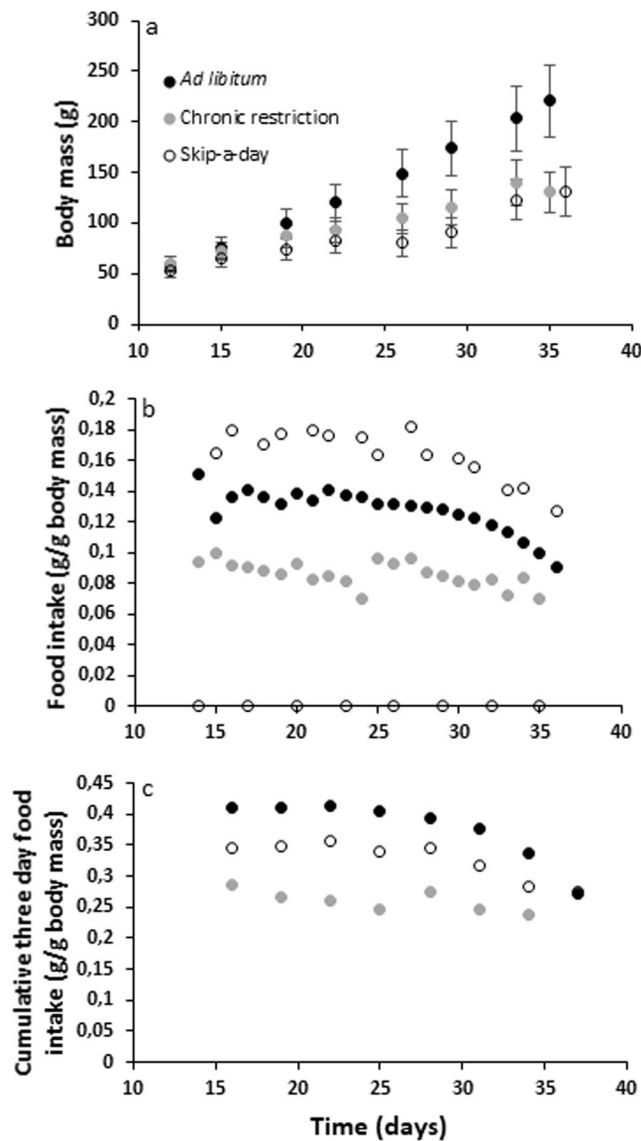 a
300
250
200
150
100
50
0
Body mass (g)
Ad libitum
Chronic restriction
Skip-a-day
10 15 20 25 30 35 40
b
0,2
0,18
0,16
0,14
0,12
0,1
0,08
0,06
0,04
0,02
0
Food intake (g/g body mass)
10 15 20 25 30 35 40
c
0,45
0,4
0,35
0,3
0,25
0,2
0,15
0,1
0,05
0
Cumulative three day food
intake (g/g body mass)
10 15 20 25 30 35 40
Time (days)